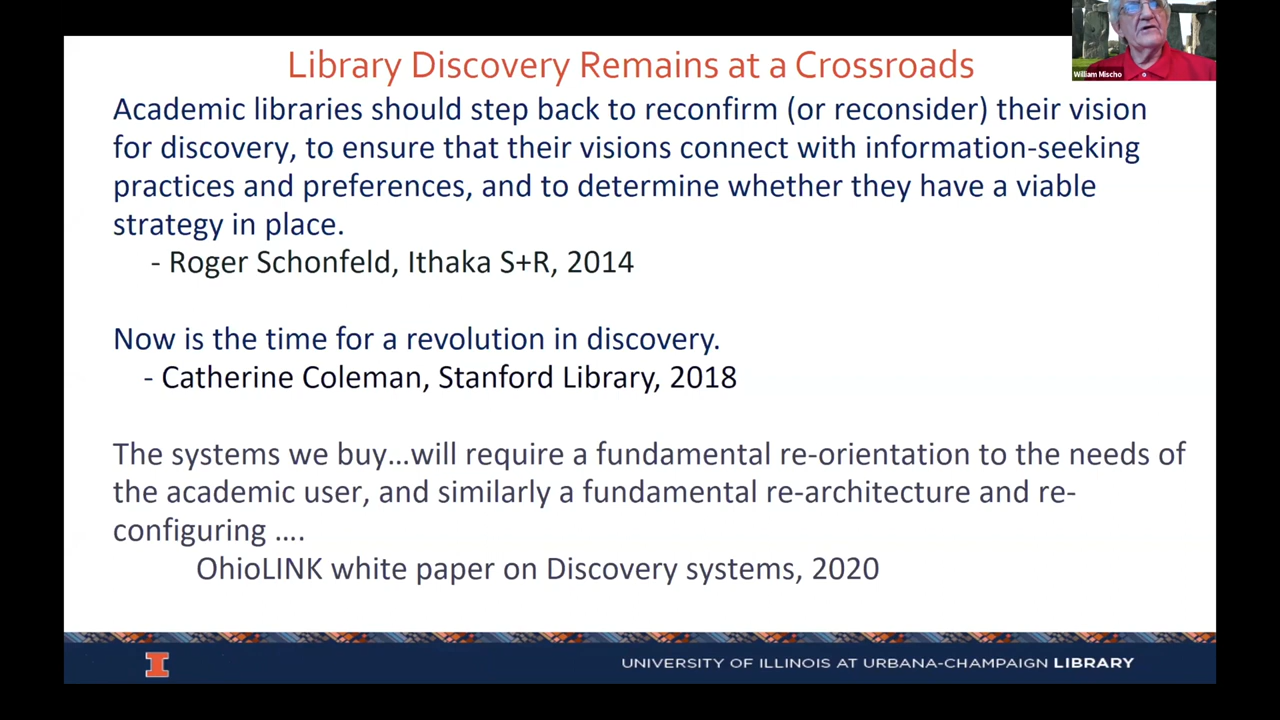 Library Discovery Remains at a Crossroads
William Mischo
Academic libraries should step back to reconfirm (or reconsider) their vision
for discovery, to ensure that their visions connect with information-seeking
practices and preferences, and to determine whether they have a viable
strategy in place.
- Roger Schonfeld, Ithaka S+R, 2014
Now is the time for a revolution in discovery.
- Catherine Coleman, Stanford Library, 2018
The systems we buy…will require a fundamental re-orientation to the needs of
the academic user, and similarly a fundamental re-architecture and re-
configuring ….
OhioLINK white paper on Discovery systems, 2020
I
UNIVERSITY OF ILLINOIS AT URBANA-CHAMPAIGN LIBRARY